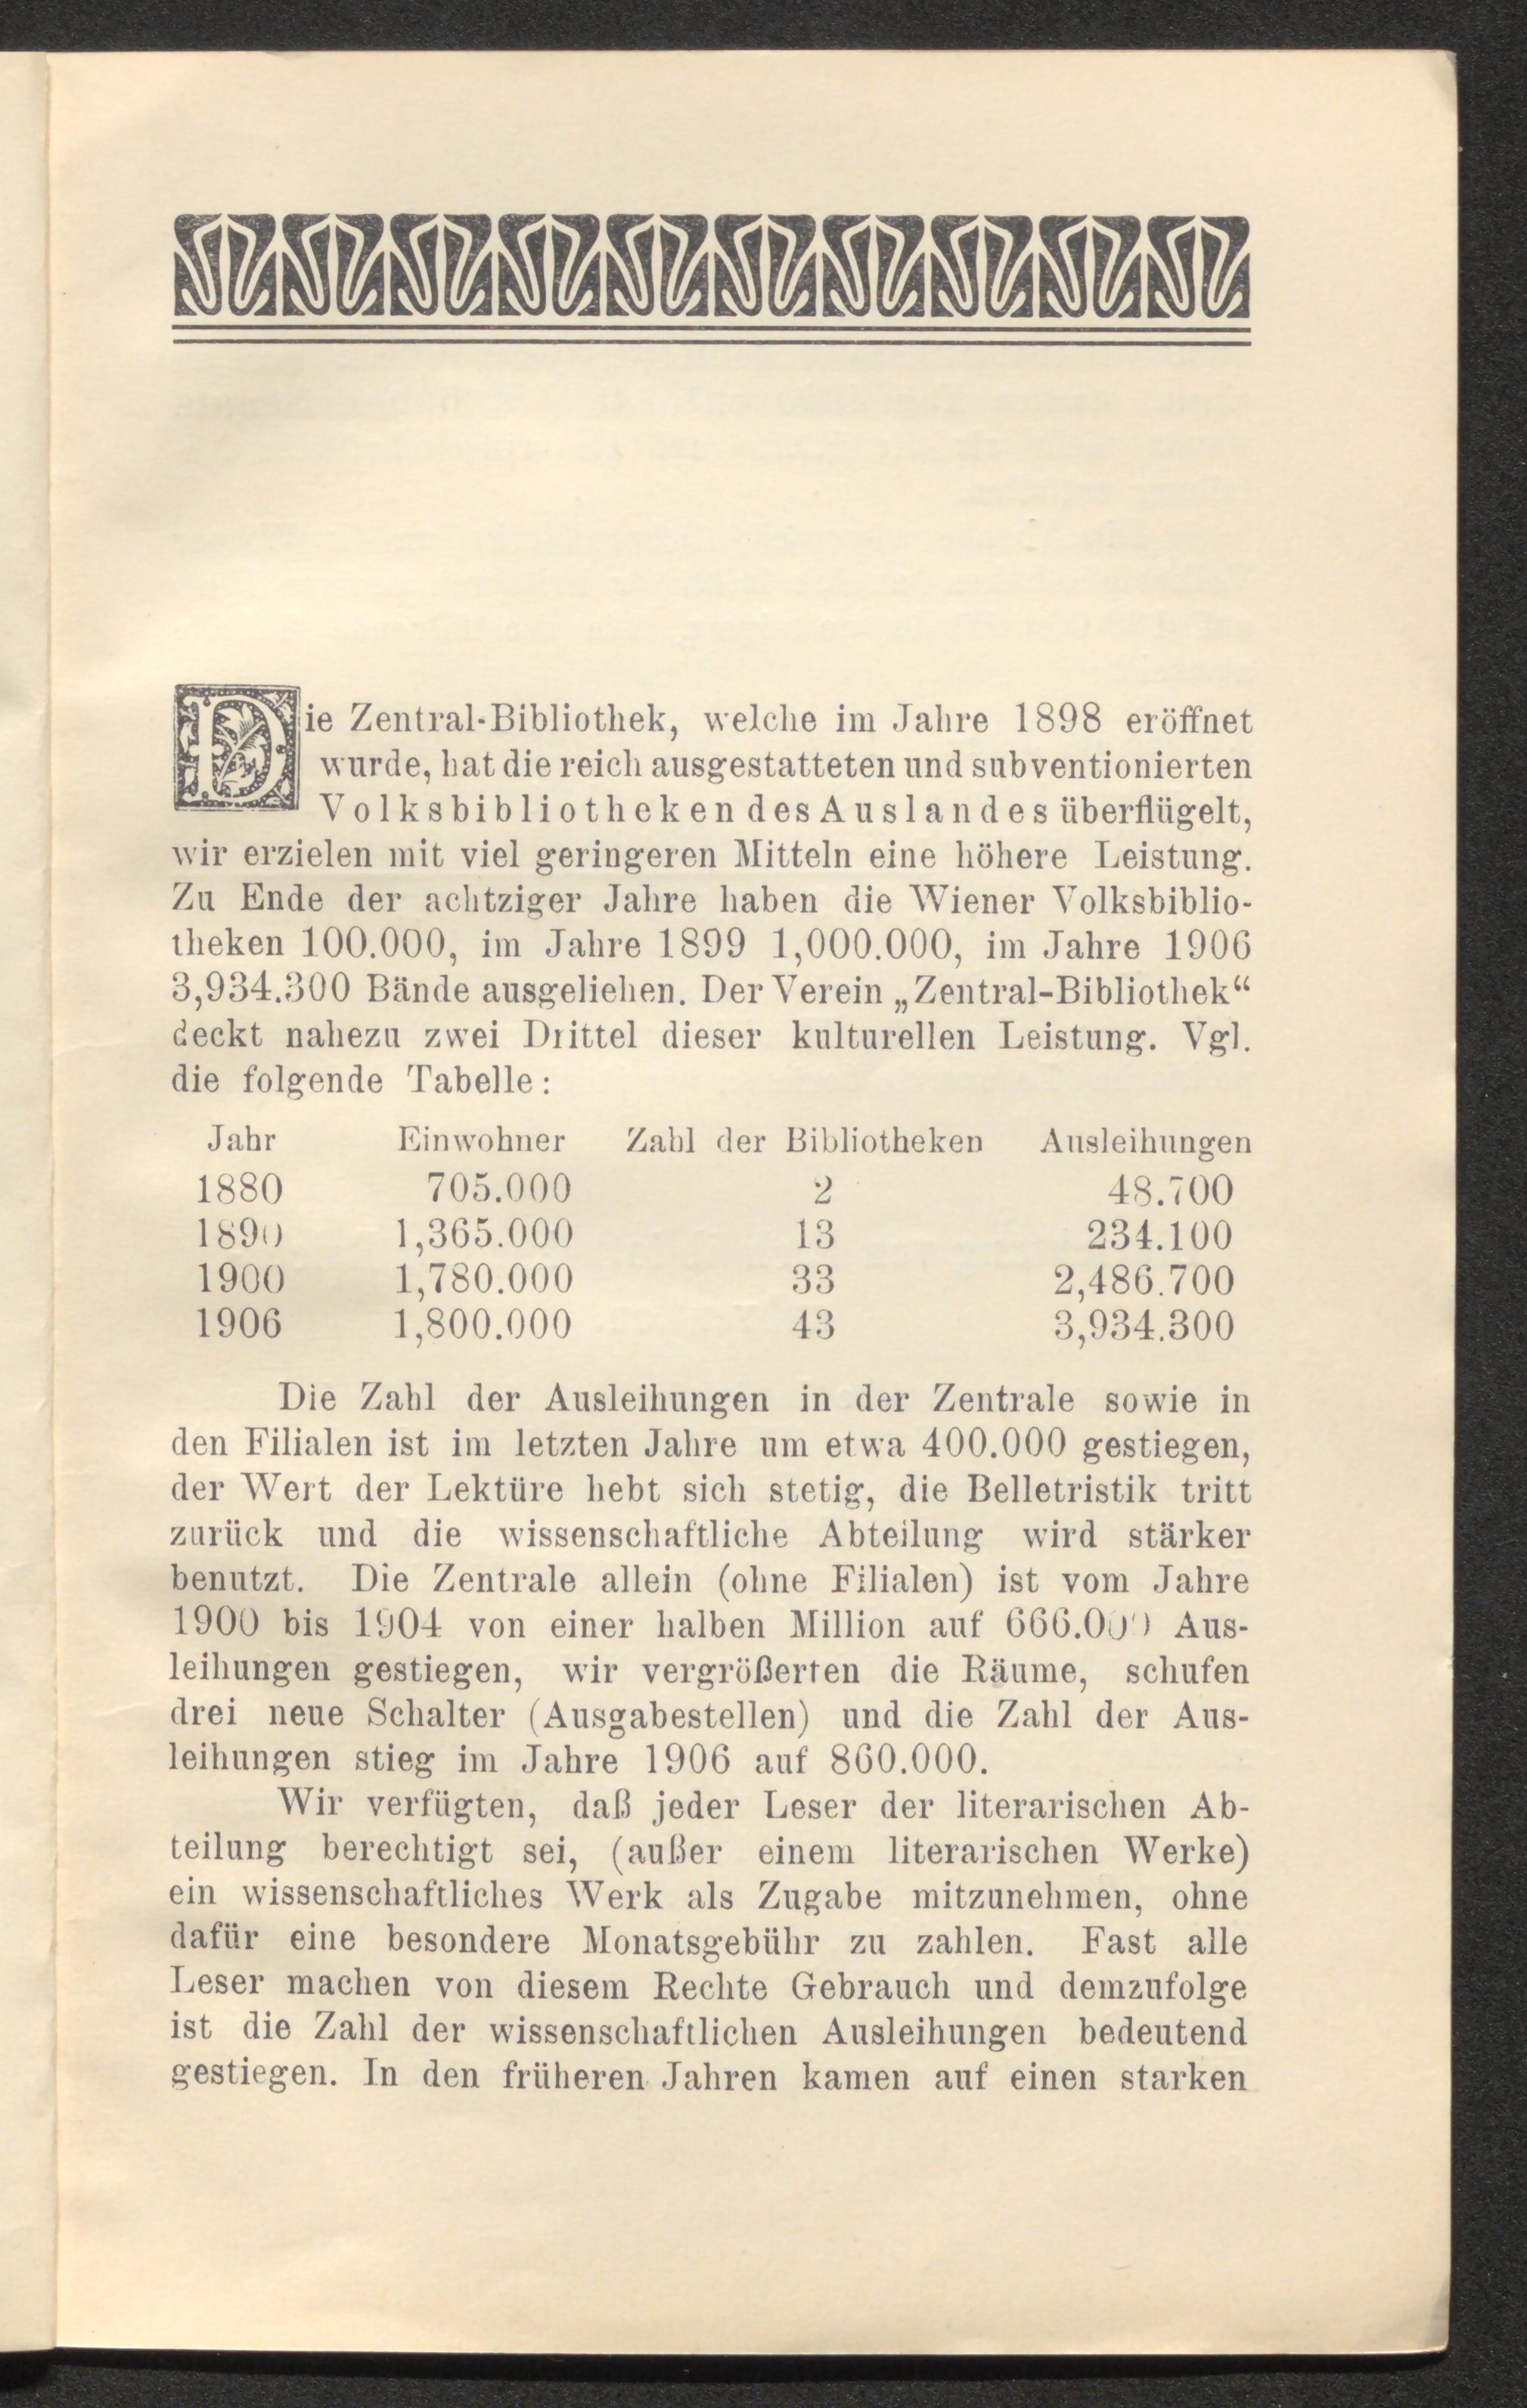 Die Zentral-Bibliothek, welche im Jahre 1898 eröffnet
wurde, hat die reich ausgestatteten und subventionierten
Volksbibliotheken des Auslandes überflügelt,
wir erzielen mit viel geringeren Mitteln eine höhere Leistung.
Zu Ende der achtziger Jahre haben die Wiener Volksbiblio-
theken 100.000, im Jahre 1899 1,000.000, im Jahre 1906
3,934.300 Bände ausgeliehen. Der Verein „Zentral-Bibliothek“
deckt nahezu zwei Drittel dieser kulturellen Leistung. Vgl.
die folgende Tabelle:
Jahr Einwohner Zahl der Bibliotheken Ausleihungen
1880 705.000 2 48.700
1890 1,365.000 13 234.100
1900 1,780.000 33 2,486.700
1906 1,800.000 43 3,934.300
Die Zahl der Ausleihungen in der Zentrale sowie in
den Filialen ist im letzten Jahre um etwa 400.000 gestiegen,
der Wert der Lektüre hebt sich stetig, die Belletristik tritt
zurück und die wissenschaftliche Abteilung wird stärker
benutzt. Die Zentrale allein (ohne Filialen) ist vom Jahre
1900 bis 1904 von einer halben Million auf 666.000 Aus-
leihungen gestiegen, wir vergrößerten die Räume, schufen
drei neue Schalter (Ausgabestellen) und die Zahl der Aus-
leihungen stieg im Jahre 1906 auf 860.000.
Wir verfügten, daß jeder Leser der literarischen Ab-
teilung berechtigt sei, (außer einem literarischen Werke)
ein wissenschaftliches Werk als Zugabe mitzunehmen, ohne
dafür eine besondere Monatsgebühr zu zahlen. Fast alle
Leser machen von diesem Rechte Gebrauch und demzufolge
ist die Zahl der wissenschaftlichen Ausleihungen bedeutend
gestiegen. In den früheren Jahren kamen auf einen starken